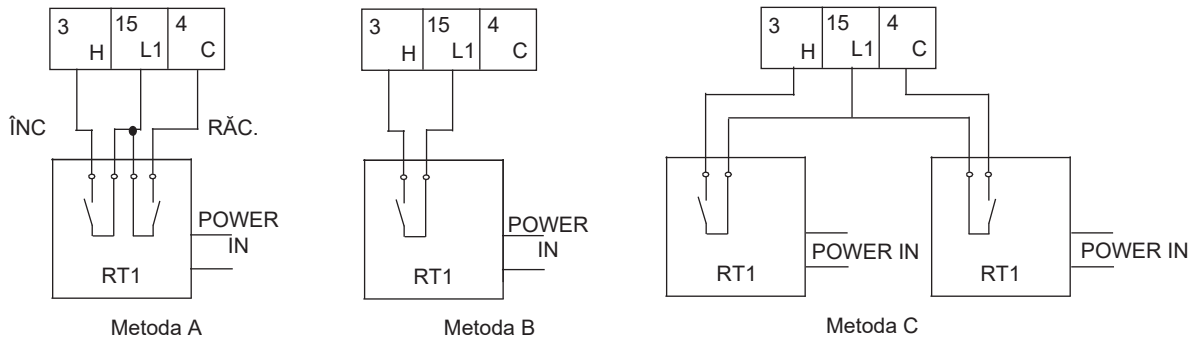 3 15 4
H L1 C
ÎNC RĂC.
POWER
IN
RT1
Metoda A
3 15 4
H L1 C
POWER
IN
RT1
Metoda B
3 15 4
H L1 C
POWER IN
RT1
POWER IN
RT1
Metoda C